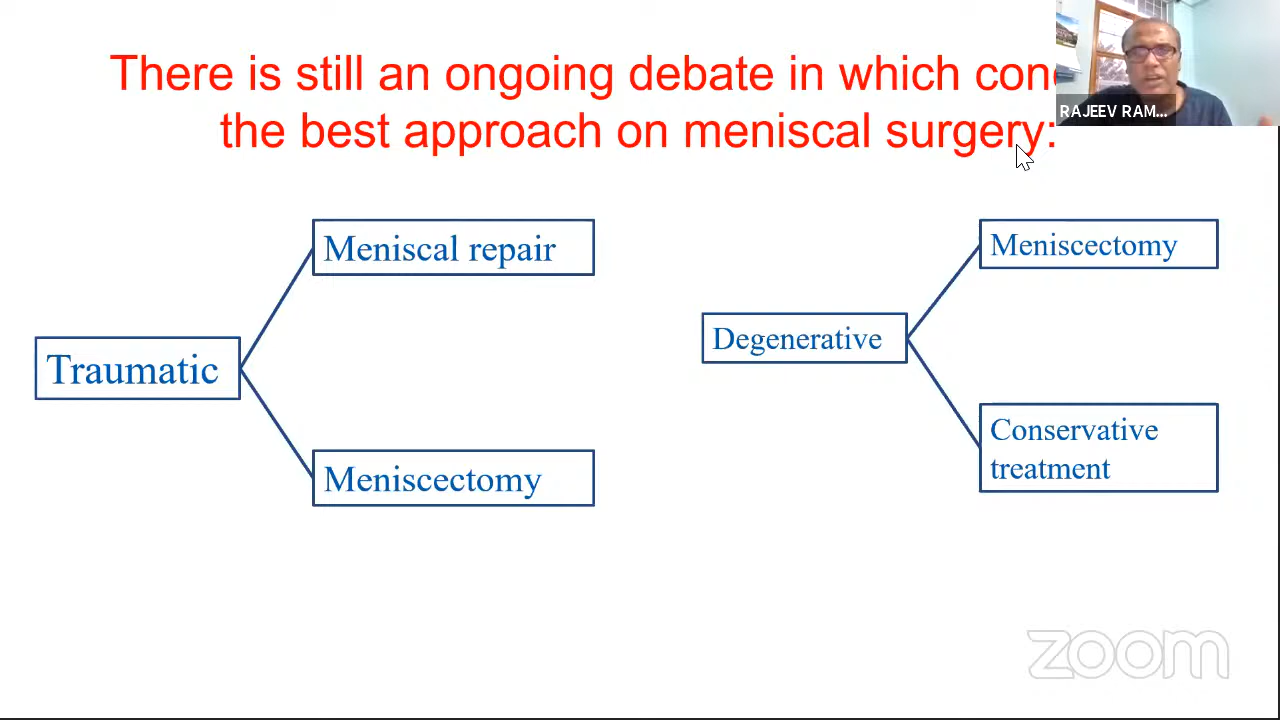 There is still an ongoing debate in which
the best approach on meniscal surgery:
RAJEEV RAM...
Meniscal repair
Meniscectomy
Degenerative
Traumatic
Conservative
treatment
Meniscectomy
zoom